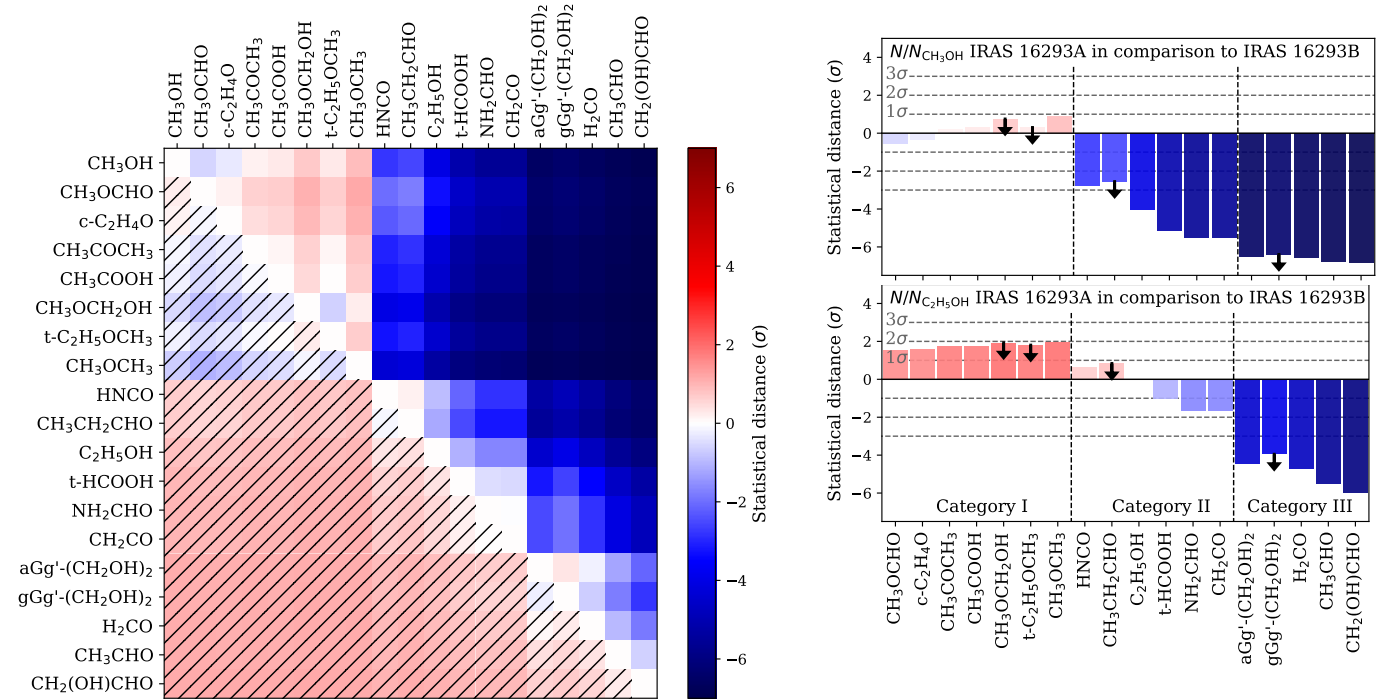 CH₃OH
CH₃OCHO
c-C₂H₄O
CH₃COCH₃
CH₃COOH
CH₃OCH₂OH
t-C₂H₅OCH₃
CH₃OCH₃
HNCO
CH₃CH₂CHO
C₂H₅OH
t-HCOOH
NH₂CHO
CH₂CO
aGg'-(CH₂OH)₂
gGg'-(CH₂OH)₂
H₂CO
CH₃CHO
CH₂(OH)CHO
CH₃OH
CH₃OCHO
c-C₂H₄O
CH₃COCH₃
CH₃COOH
CH₃OCH₂OH
t-C₂H₅OCH₃
CH₃OCH₃
HNCO
CH₃CH₂CHO
C₂H₅OH
t-HCOOH
NH₂CHO
CH₂CO
aGg'-(CH₂OH)₂
gGg'-(CH₂OH)₂
H₂CO
CH₃CHO
CH₂(OH)CHO
6
4
2
0
−2
−4
−6
Statistical distance (σ)
N/N_CH₃OH IRAS 16293A in comparison to IRAS 16293B
3σ
2σ
1σ
4
2
0
−2
−4
−6
Statistical distance (σ)
N/N_C₂H₅OH IRAS 16293A in comparison to IRAS 16293B
3σ
2σ
1σ
4
2
0
−2
−4
−6
Statistical distance (σ)
Category I
Category II
Category III
CH₃OCHO
c-C₂H₄O
CH₃COCH₃
CH₃COOH
CH₃OCH₂OH
t-C₂H₅OCH₃
CH₃OCH₃
HNCO
CH₃CH₂CHO
C₂H₅OH
t-HCOOH
NH₂CHO
CH₂CO
aGg'-(CH₂OH)₂
gGg'-(CH₂OH)₂
H₂CO
CH₃CHO
CH₂(OH)CHO